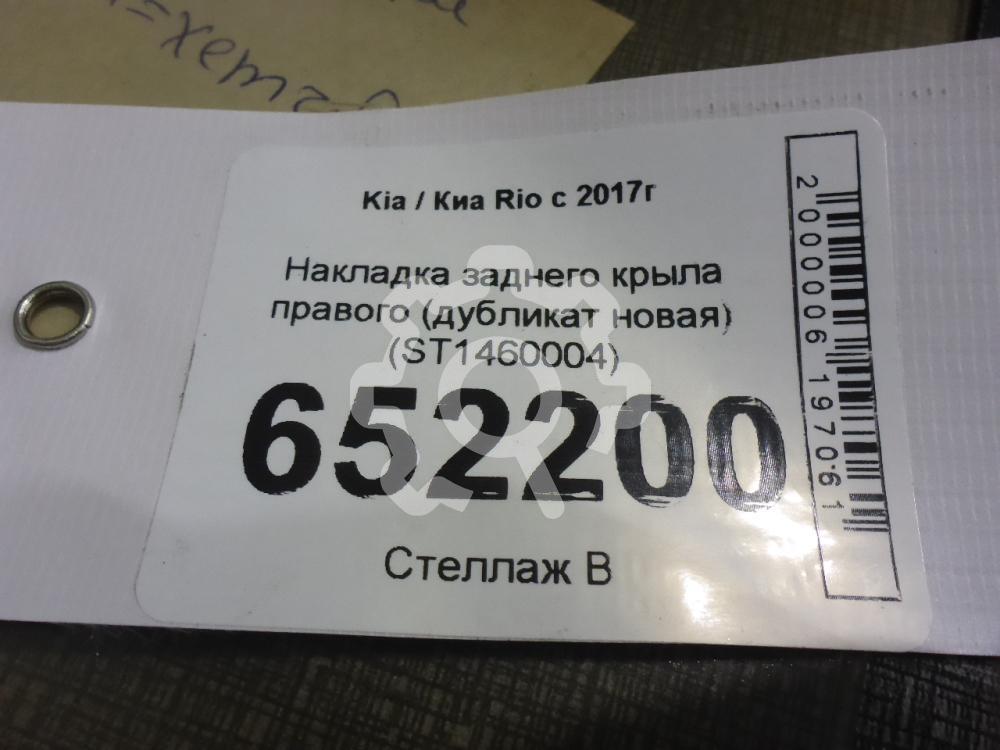 Kia / Киа Rio с 2017г
Накладка заднего крыла
правого (дубликат новая)
(ST1460004)
652200
Стеллаж В
2000006197061